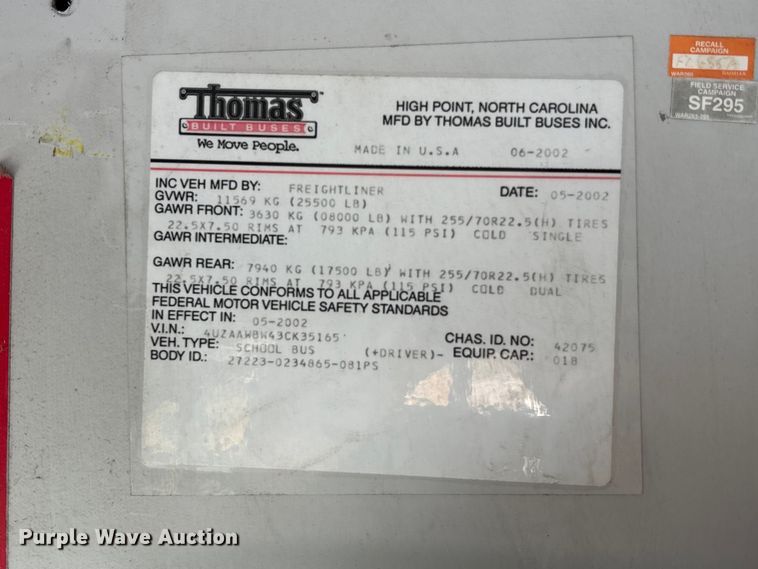 Thomas™
BUILT BUSES
We Move People.
HIGH POINT, NORTH CAROLINA
MFD BY THOMAS BUILT BUSES INC.
MADE IN U.S.A 06-2002
INC VEH MFD BY: FREIGHTLINER DATE: 05-2002
GVWR: 11569 KG (25500 LB)
GAWR FRONT: 3630 KG (08000 LB) WITH 255/70R22.5(H) TIRES
22.5X7.50 RIMS AT 793 KPA (115 PSI) COLD SINGLE
GAWR INTERMEDIATE:
GAWR REAR: 7940 KG (17500 LB) WITH 255/70R22.5(H) TIRES
22.5X7.50 RIMS AT 793 KPA (115 PSI) COLD DUAL
THIS VEHICLE CONFORMS TO ALL APPLICABLE
FEDERAL MOTOR VEHICLE SAFETY STANDARDS
IN EFFECT IN: 05-2002
V.I.N.: 4UZAAWBW43CK35165 CHAS. ID. NO: 42075
VEH. TYPE: SCHOOL BUS (+DRIVER)- EQUIP. CAP.: 018
BODY ID.: 27223-0234865-081PS
RECALL
CAMPAIGN
WAR260 DAIMLER
FIELD SERVICE
CAMPAIGN
SF295
Purple Wave Auction